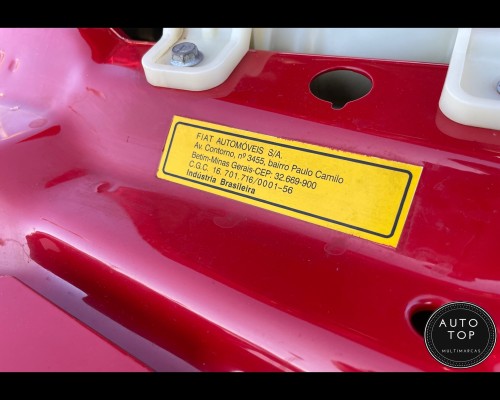 FIAT AUTOMÓVEIS S/A.
Av. Contorno, nº 3455, bairro Paulo Camilo
Betim-Minas Gerais-CEP: 32.669-900
C.G.C. 16.701.716/0001-56
Indústria Brasileira
AUTO
TOP
MULTIMARCAS